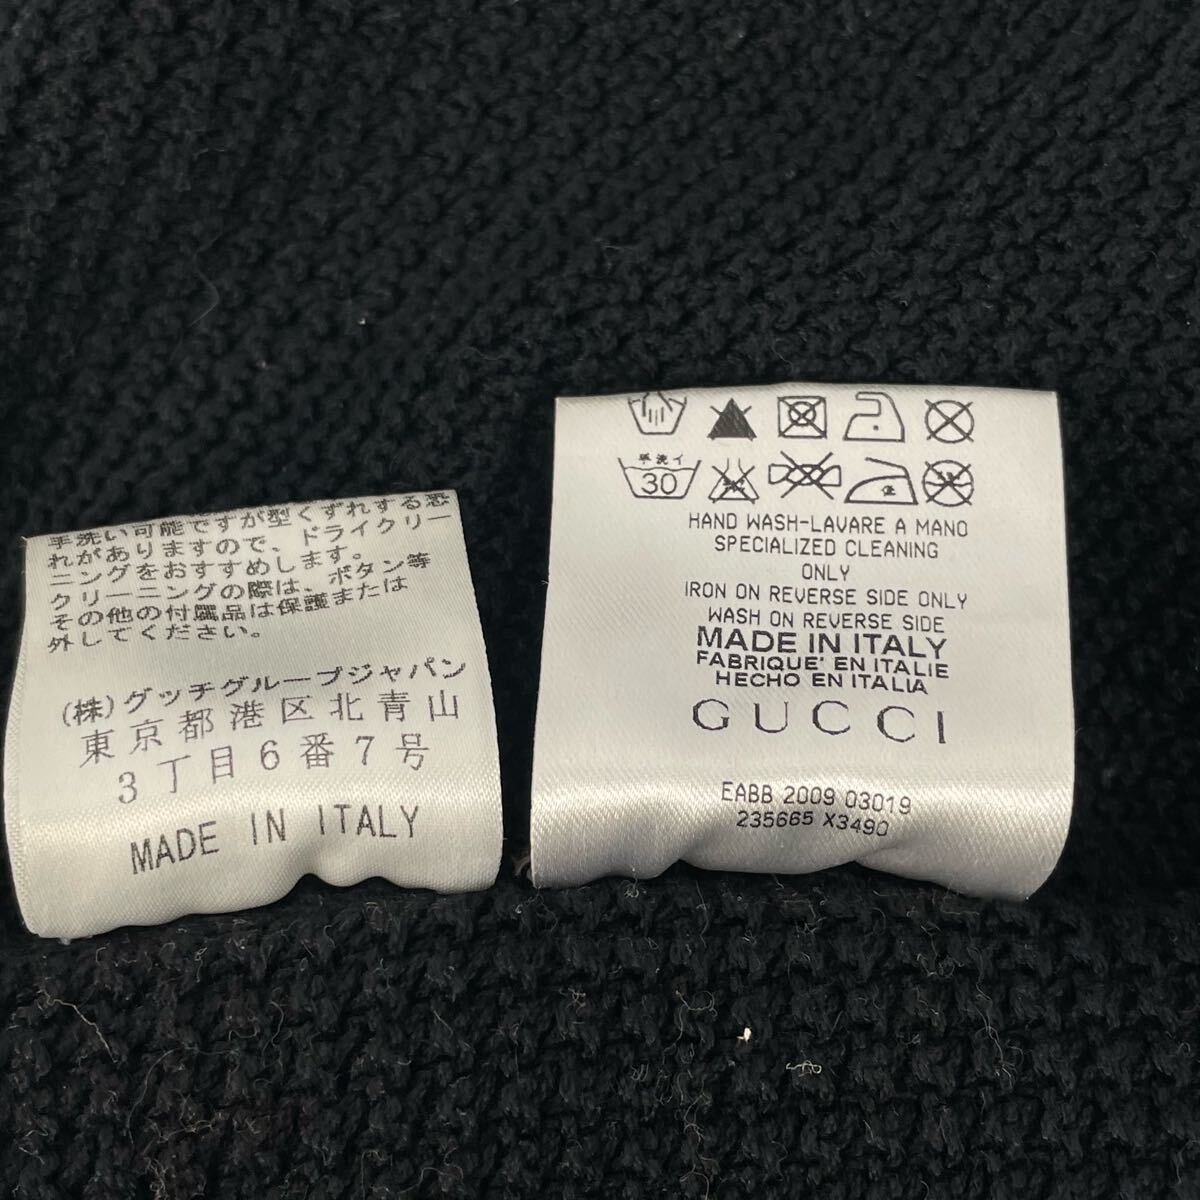 手洗い可能ですが型くずれする恐
れがありますので、ドライクリー
ニングをおすすめします。
クリーニングの際は、ボタン等
その他の付属品は保護または
外してください。
(株)グッチグループジャパン
東京都港区北青山
3丁目6番7号
MADE IN ITALY
手洗イ
30
HAND WASH-LAVARE A MANO
SPECIALIZED CLEANING
ONLY
IRON ON REVERSE SIDE ONLY
WASH ON REVERSE SIDE
MADE IN ITALY
FABRIQUE' EN ITALIE
HECHO EN ITALIA
GUCCI
EABB 2009 03019
235665 X3490